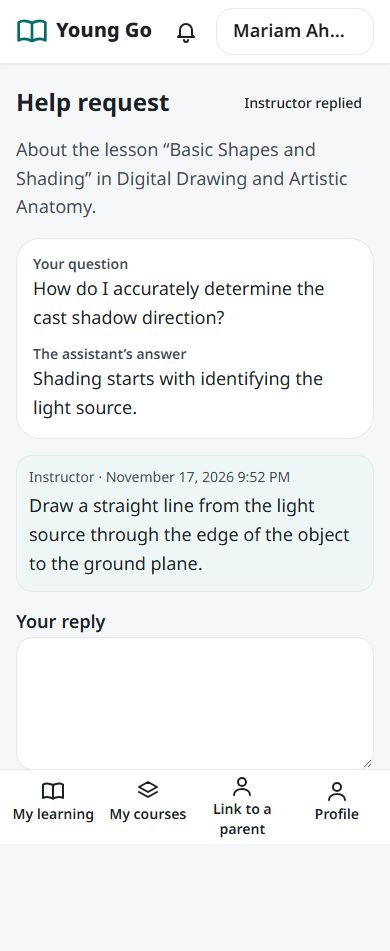 Young Go
Mariam Ah...
Help request
Instructor replied
About the lesson “Basic Shapes and
Shading” in Digital Drawing and Artistic
Anatomy.
Your question
How do I accurately determine the
cast shadow direction?
The assistant’s answer
Shading starts with identifying the
light source.
Instructor · November 17, 2026 9:52 PM
Draw a straight line from the light
source through the edge of the object
to the ground plane.
Your reply
My learning
My courses
Link to a
parent
Profile